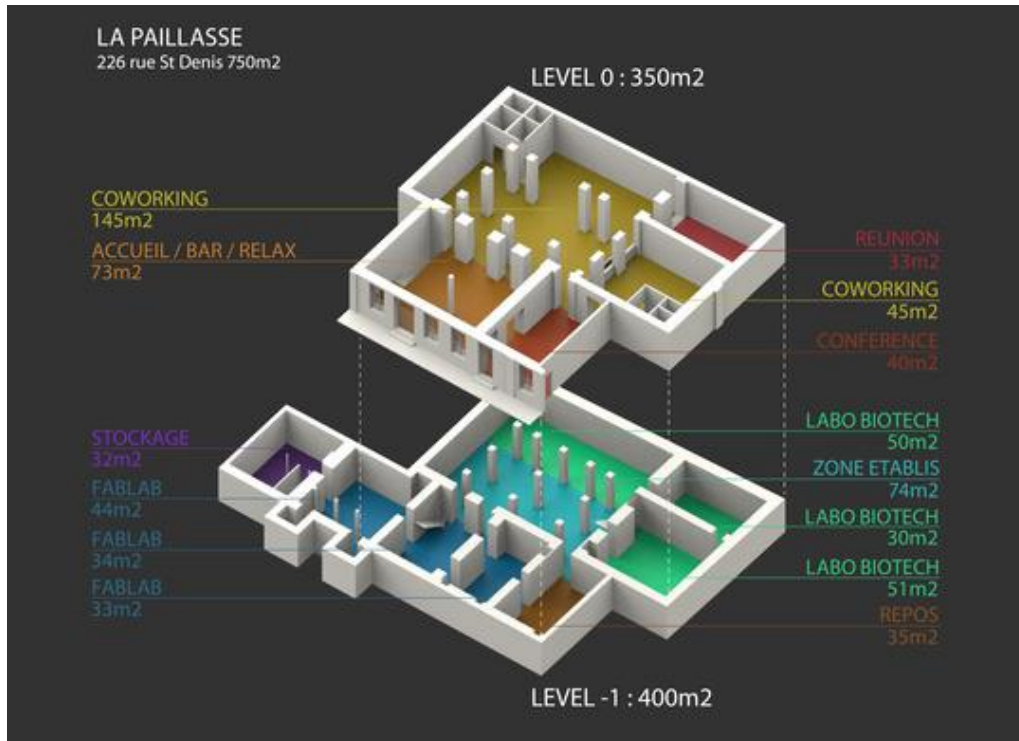 LA PAILLASSE
226 rue St Denis 750m2
LEVEL 0 : 350m2
COWORKING
145m2
ACCUEIL / BAR / RELAX
73m2
REUNION
33m2
COWORKING
45m2
CONFERENCE
40m2
STOCKAGE
32m2
FABLAB
44m2
FABLAB
34m2
FABLAB
33m2
LABO BIOTECH
50m2
ZONE ETABLIS
74m2
LABO BIOTECH
30m2
LABO BIOTECH
51m2
REPOS
35m2
LEVEL -1 : 400m2